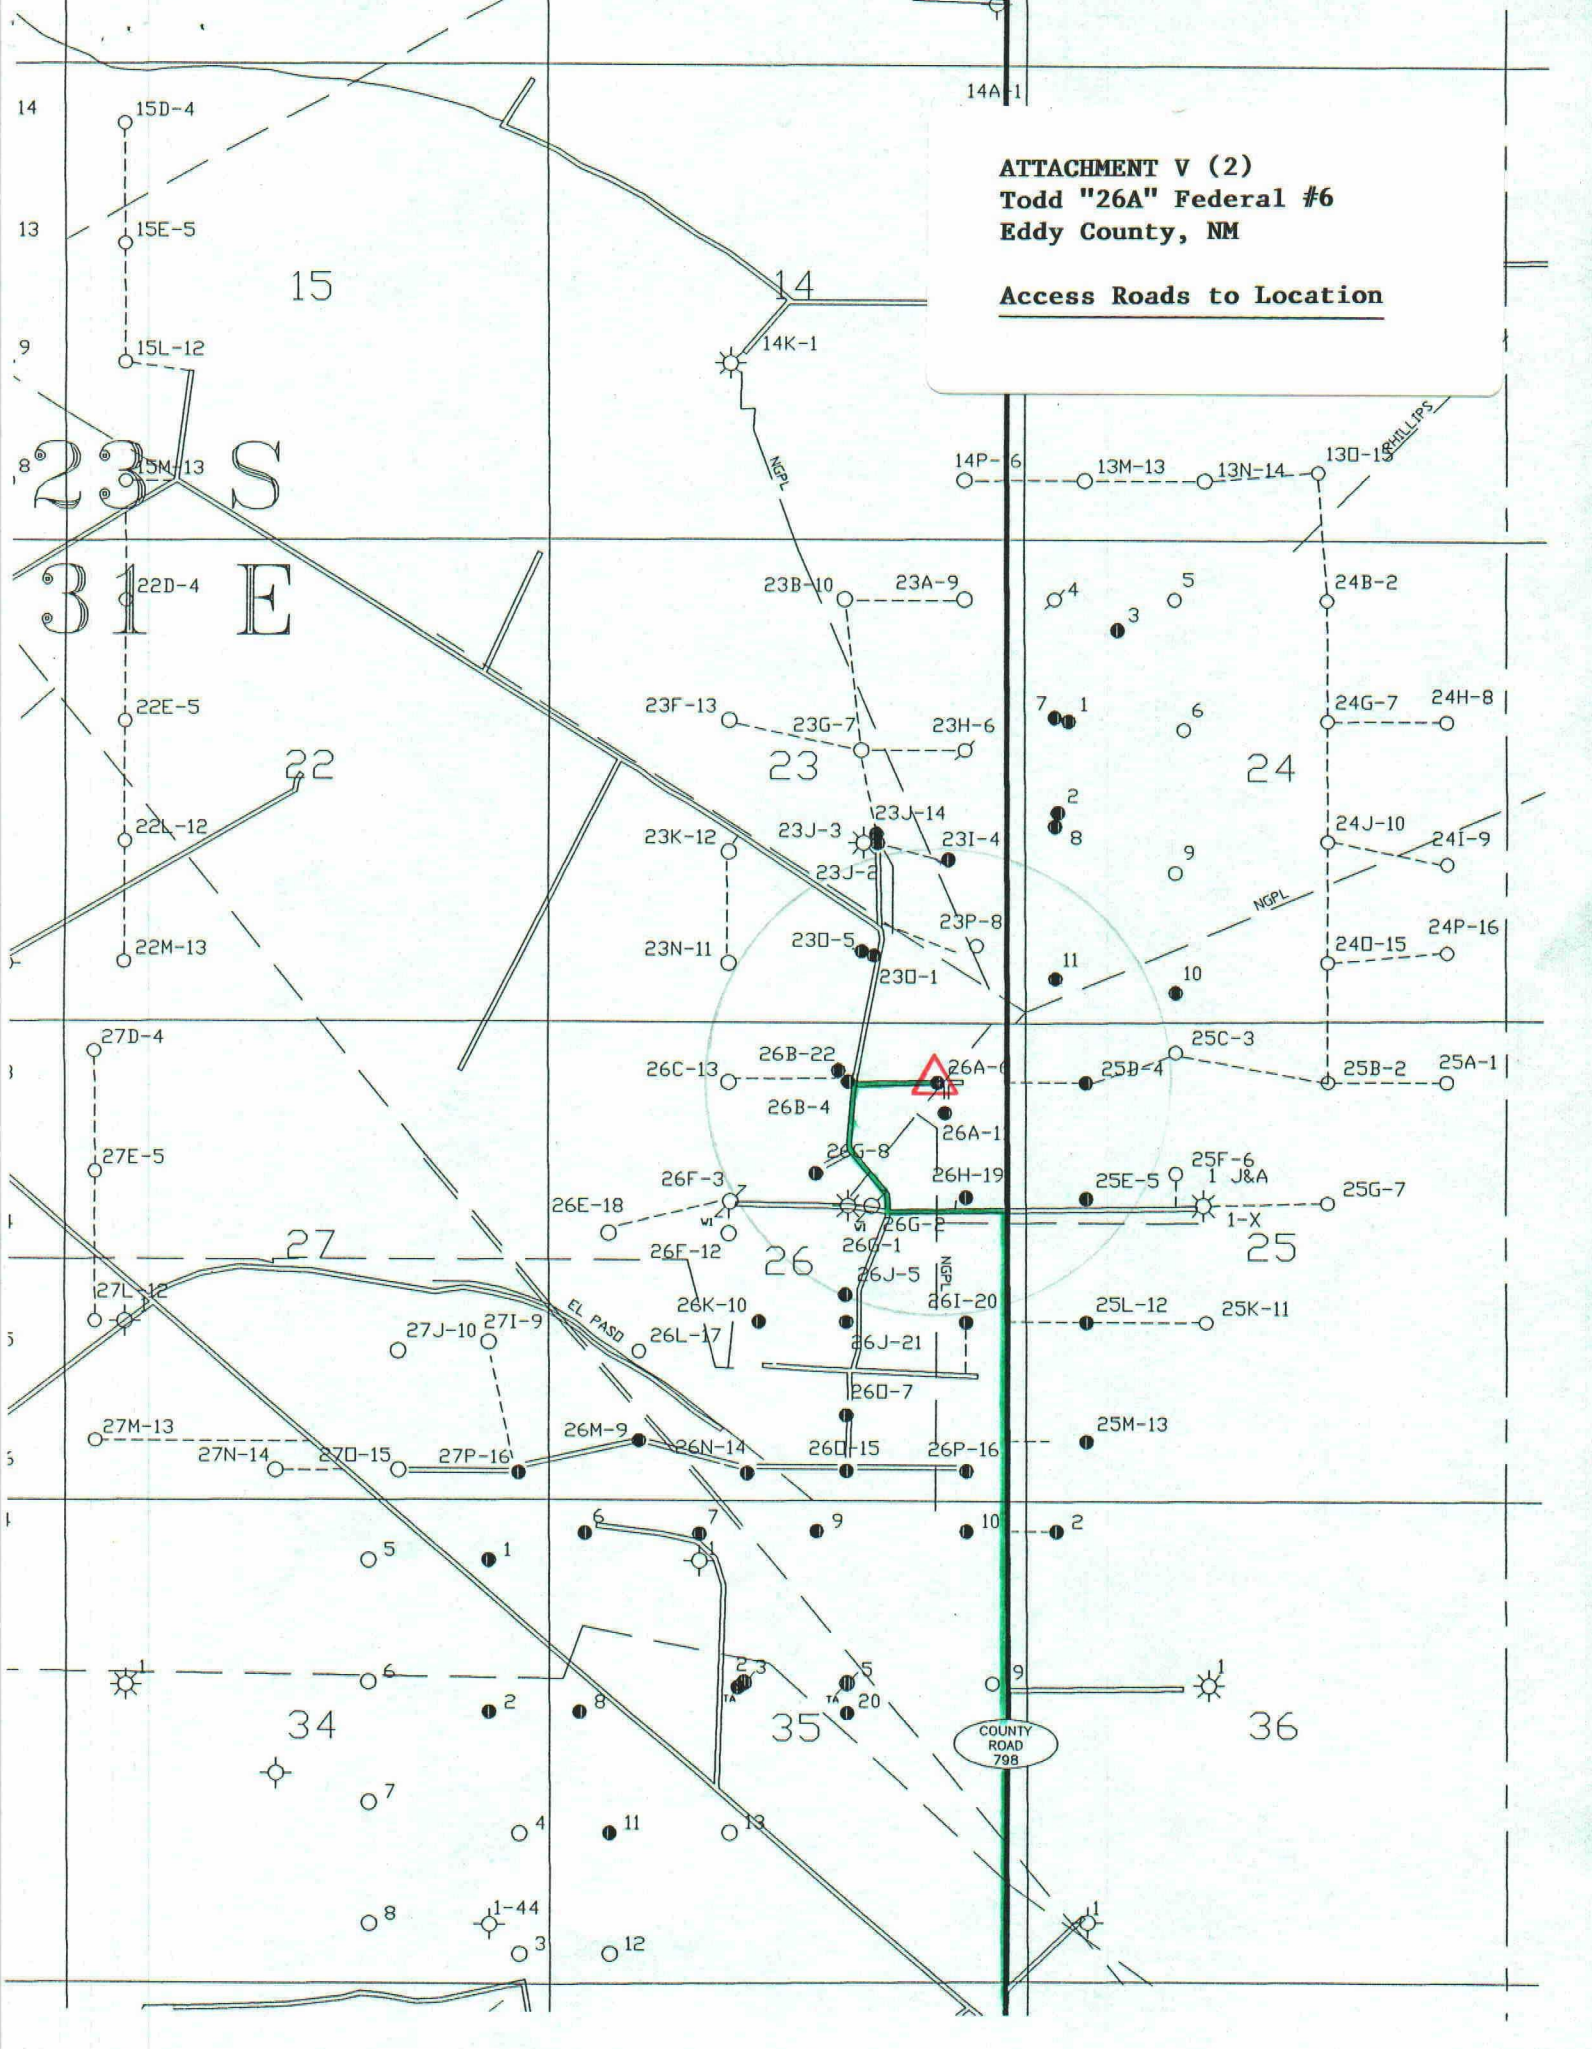 14A-1
14
15D-4
ATTACHMENT V (2)
Todd "26A" Federal #6
Eddy County, NM
Access Roads to Location
13
15E-5
15
14
9
15L-12
14K-1
PHILLIPS
8
23 S
15M-13
NGPL
14P-16
13M-13
13N-14
13O-15
31 E
22D-4
23B-10
23A-9
4
5
3
24B-2
22E-5
23F-13
23G-7
23H-6
7
1
6
24G-7
24H-8
22
23
24
22L-12
23K-12
23J-3
23J-14
23I-4
2
8
24J-10
24I-9
23J-2
9
NGPL
22M-13
23N-11
23O-5
23P-8
23O-1
11
10
24O-15
24P-16
27D-4
26C-13
26B-22
26A-6
25D-4
25C-3
25B-2
25A-1
26B-4
26A-1
27E-5
26G-8
26F-3
26H-19
25E-5
25F-6
1 J&A
25G-7
26E-18
WI
WI
26G-2
1-X
27
26F-12
26G-1
26
25
NGPL
27L-12
EL PASO
26J-5
26K-10
26I-20
25L-12
25K-11
27J-10
27I-9
26L-17
26J-21
26O-7
27M-13
27N-14
27O-15
27P-16
26M-9
26N-14
26O-15
26P-16
25M-13
5
1
6
7
1
9
10
2
1
6
2
3
TA
5
TA
20
9
1
2
8
34
35
36
COUNTY
ROAD
798
7
4
11
13
8
1-44
3
12
1